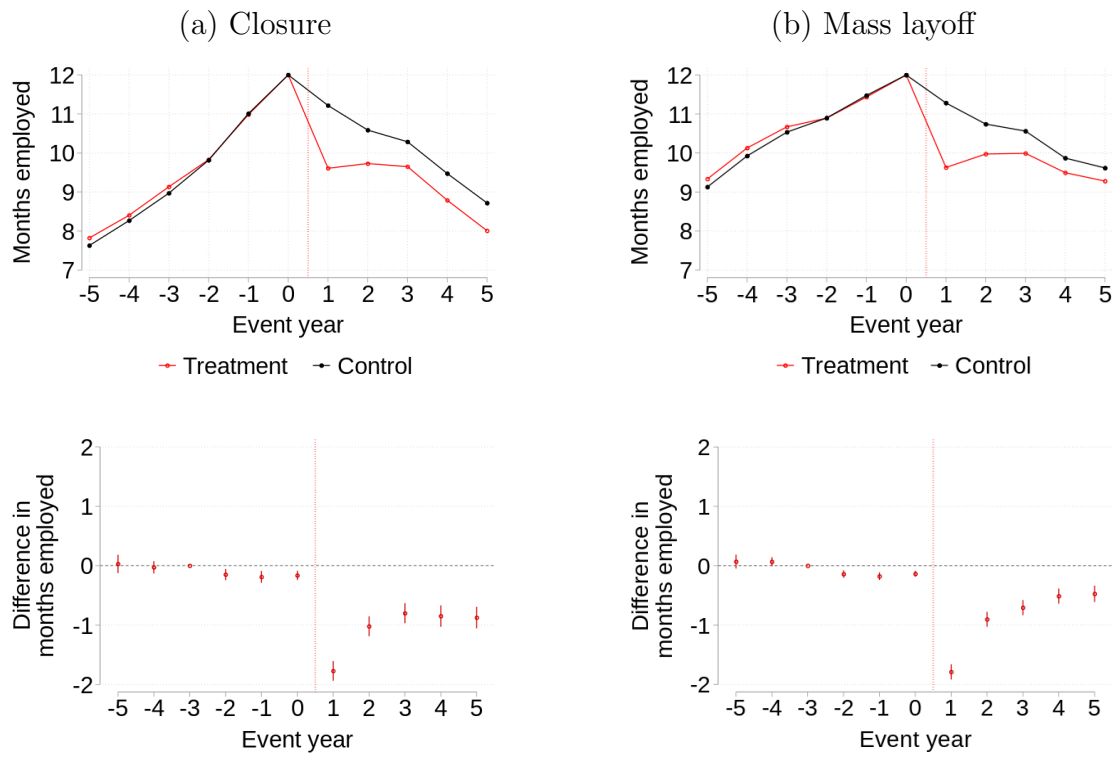 (a) Closure
(b) Mass layoff
Months employed
12
11
10
9
8
7
-5 -4 -3 -2 -1 0 1 2 3 4 5
Event year
Treatment Control
Months employed
12
11
10
9
8
7
-5 -4 -3 -2 -1 0 1 2 3 4 5
Event year
Treatment Control
Difference in
months employed
2
1
0
-1
-2
-5 -4 -3 -2 -1 0 1 2 3 4 5
Event year
Difference in
months employed
2
1
0
-1
-2
-5 -4 -3 -2 -1 0 1 2 3 4 5
Event year